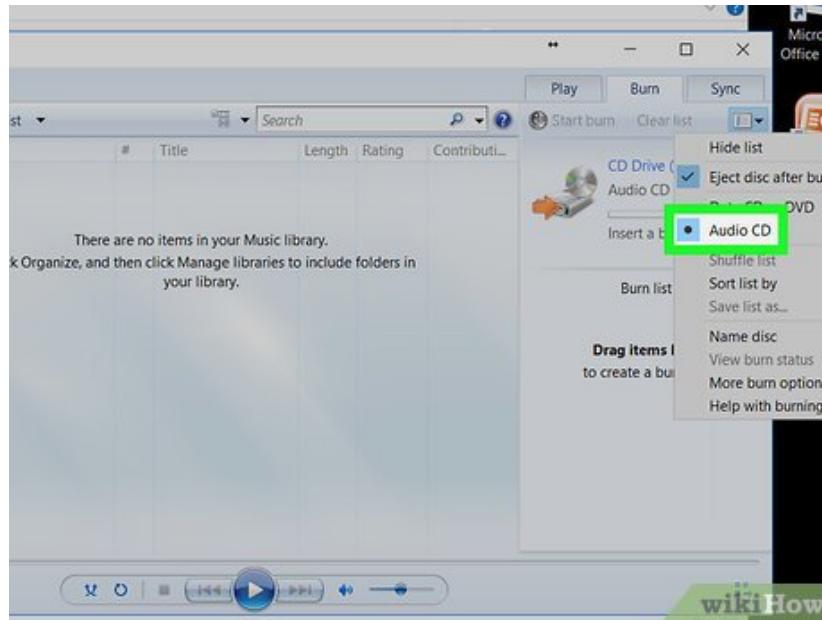 Micro
Office
Play Burn Sync
st Search Start burn Clear list
# Title Length Rating Contributi...
Hide list
CD Drive (
Eject disc after bu
Audio CD
DVD
Audio CD
Insert a b
There are no items in your Music library.
k Organize, and then click Manage libraries to include folders in
your library.
Shuffle list
Burn list
Sort list by
Save list as...
Name disc
Drag items
View burn status
to create a bu
More burn option
Help with burning
wikiHow